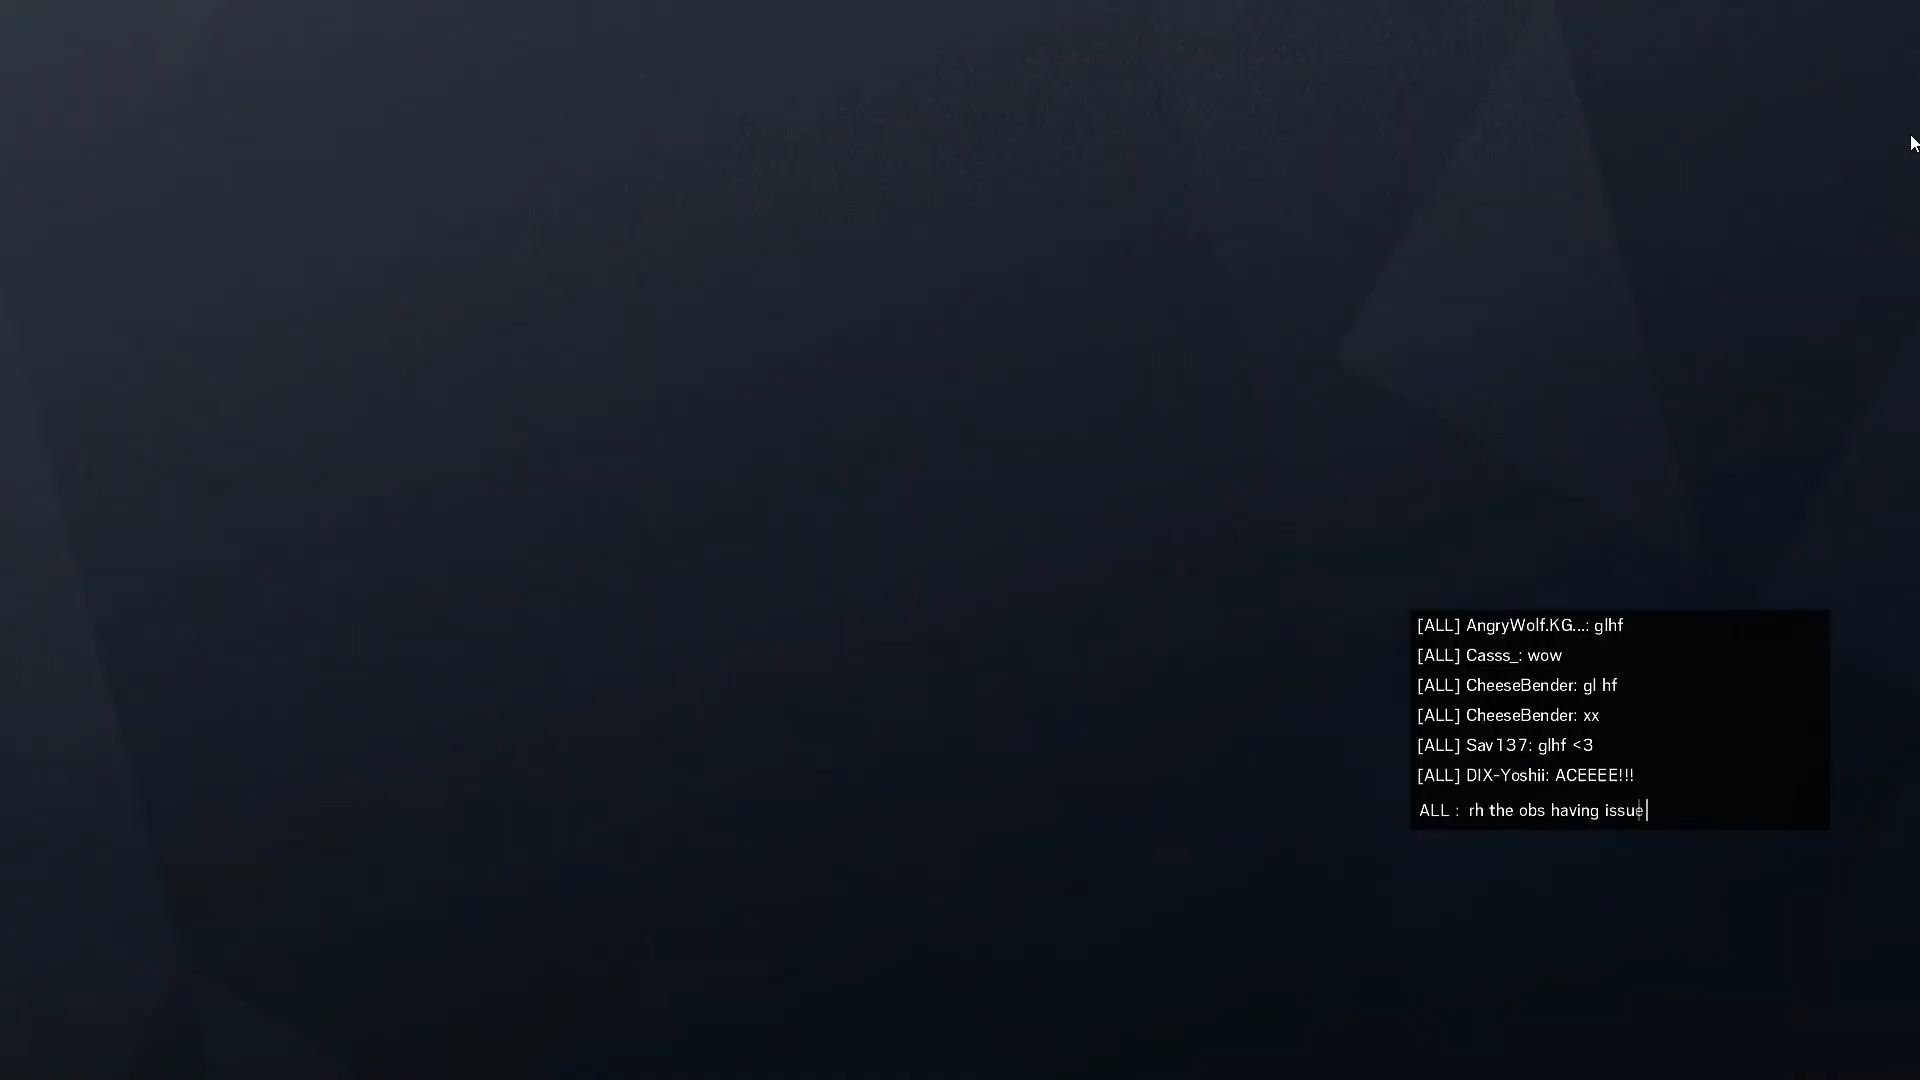 [ALL] AngryWolf.KG...: glhf
[ALL] Casss_: wow
[ALL] CheeseBender: gl hf
[ALL] CheeseBender: xx
[ALL] Sav137: glhf <3
[ALL] DIX-Yoshii: ACEEEE!!!
ALL : rh the obs having issue